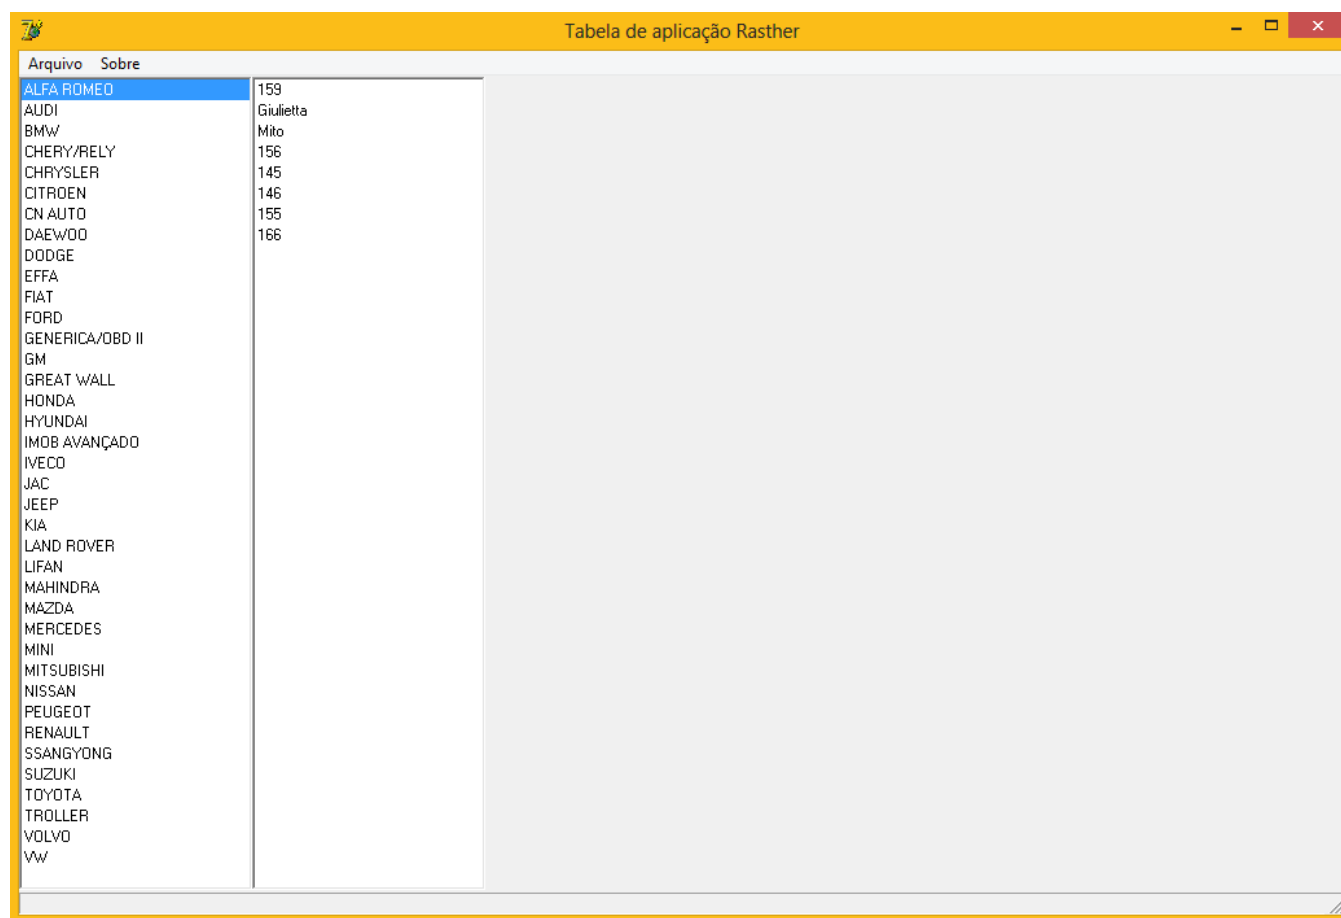 Tabela de aplicação Rasther
Arquivo Sobre
ALFA ROMEO
AUDI
BMW
CHERY/RELY
CHRYSLER
CITROEN
CN AUTO
DAEWOO
DODGE
EFFA
FIAT
FORD
GENERICA/OBD II
GM
GREAT WALL
HONDA
HYUNDAI
IMOB AVANÇADO
IVECO
JAC
JEEP
KIA
LAND ROVER
LIFAN
MAHINDRA
MAZDA
MERCEDES
MINI
MITSUBISHI
NISSAN
PEUGEOT
RENAULT
SSANGYONG
SUZUKI
TOYOTA
TROLLER
VOLVO
VW
159
Giulietta
Mito
156
145
146
155
166